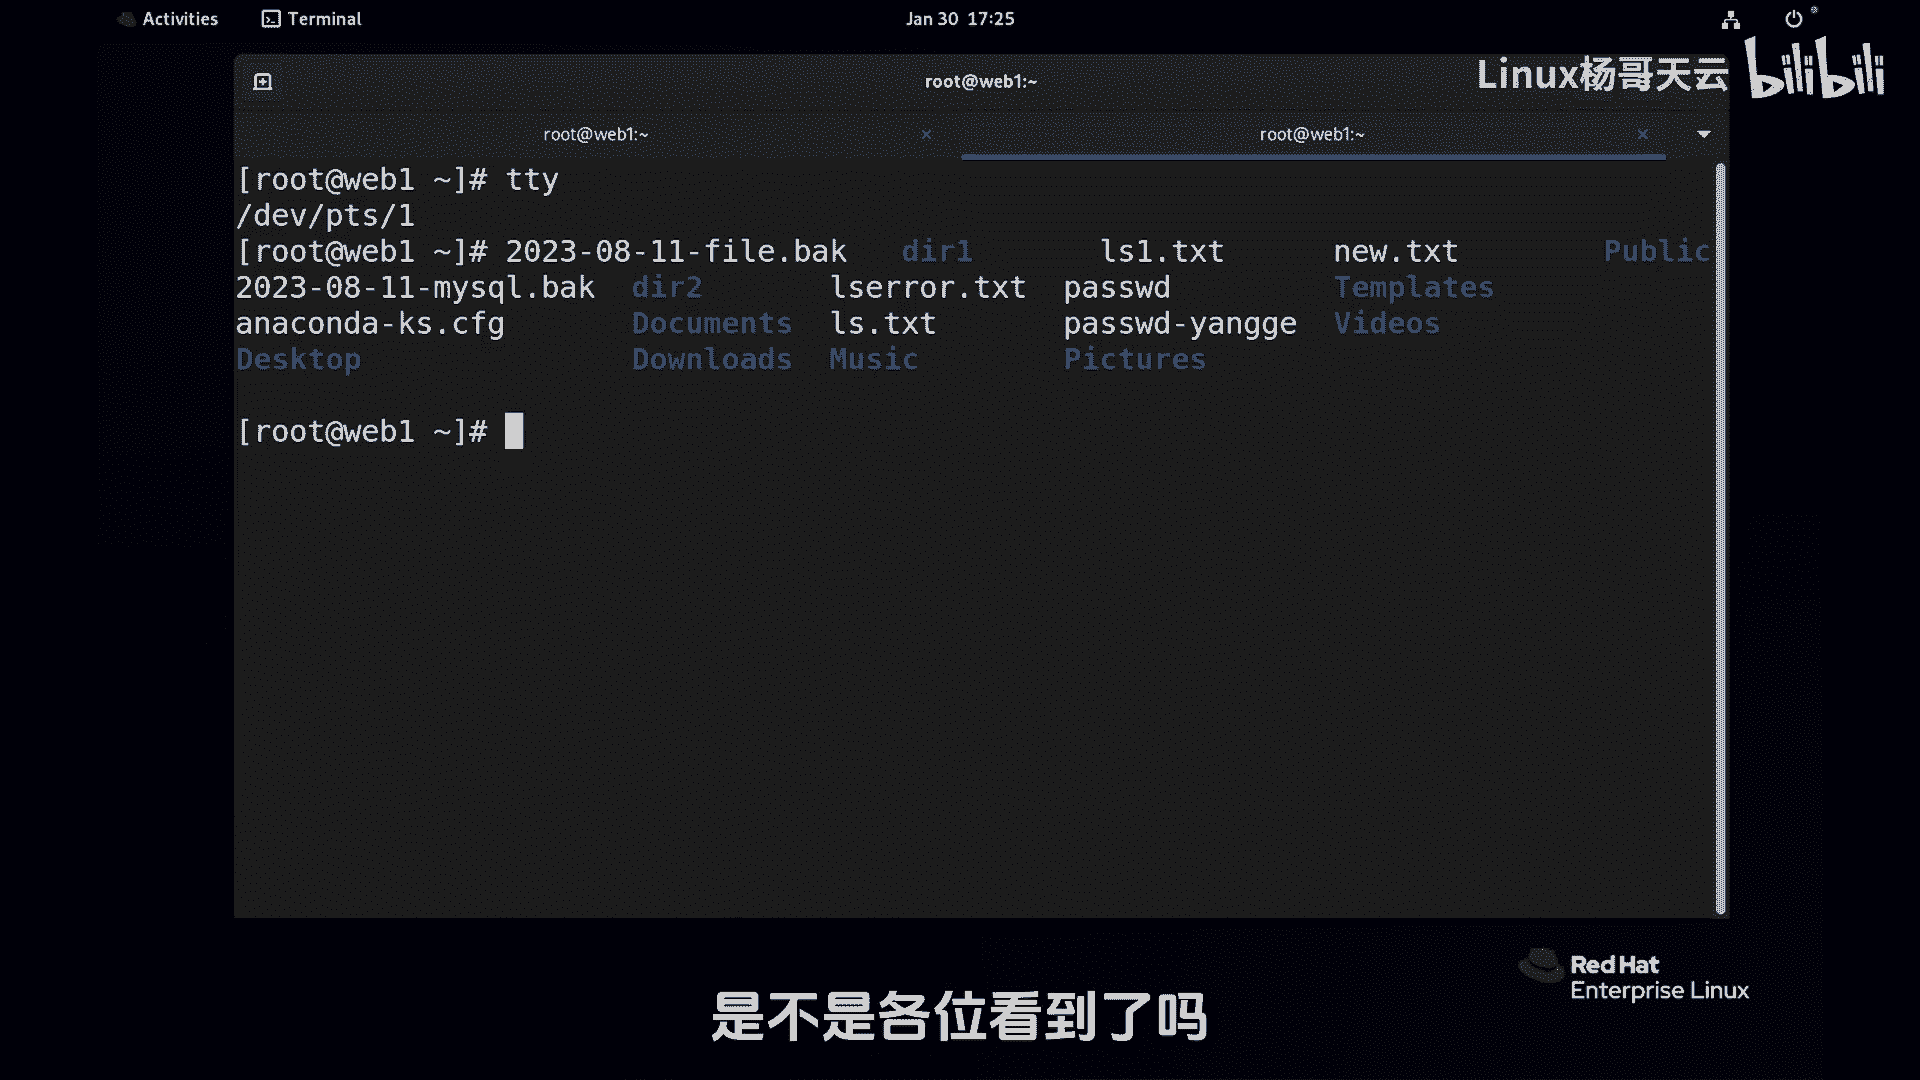 Activities Terminal Jan 30 17:25
Linux杨哥天云 bilibili
root@web1:~
root@web1:~ × root@web1:~ ×
[root@web1 ~]# tty
/dev/pts/1
[root@web1 ~]# 2023-08-11-file.bak dir1 ls1.txt new.txt Public
2023-08-11-mysql.bak dir2 lserror.txt passwd Templates
anaconda-ks.cfg Documents ls.txt passwd-yangge Videos
Desktop Downloads Music Pictures
[root@web1 ~]#
Red Hat
Enterprise Linux
是不是各位看到了吗